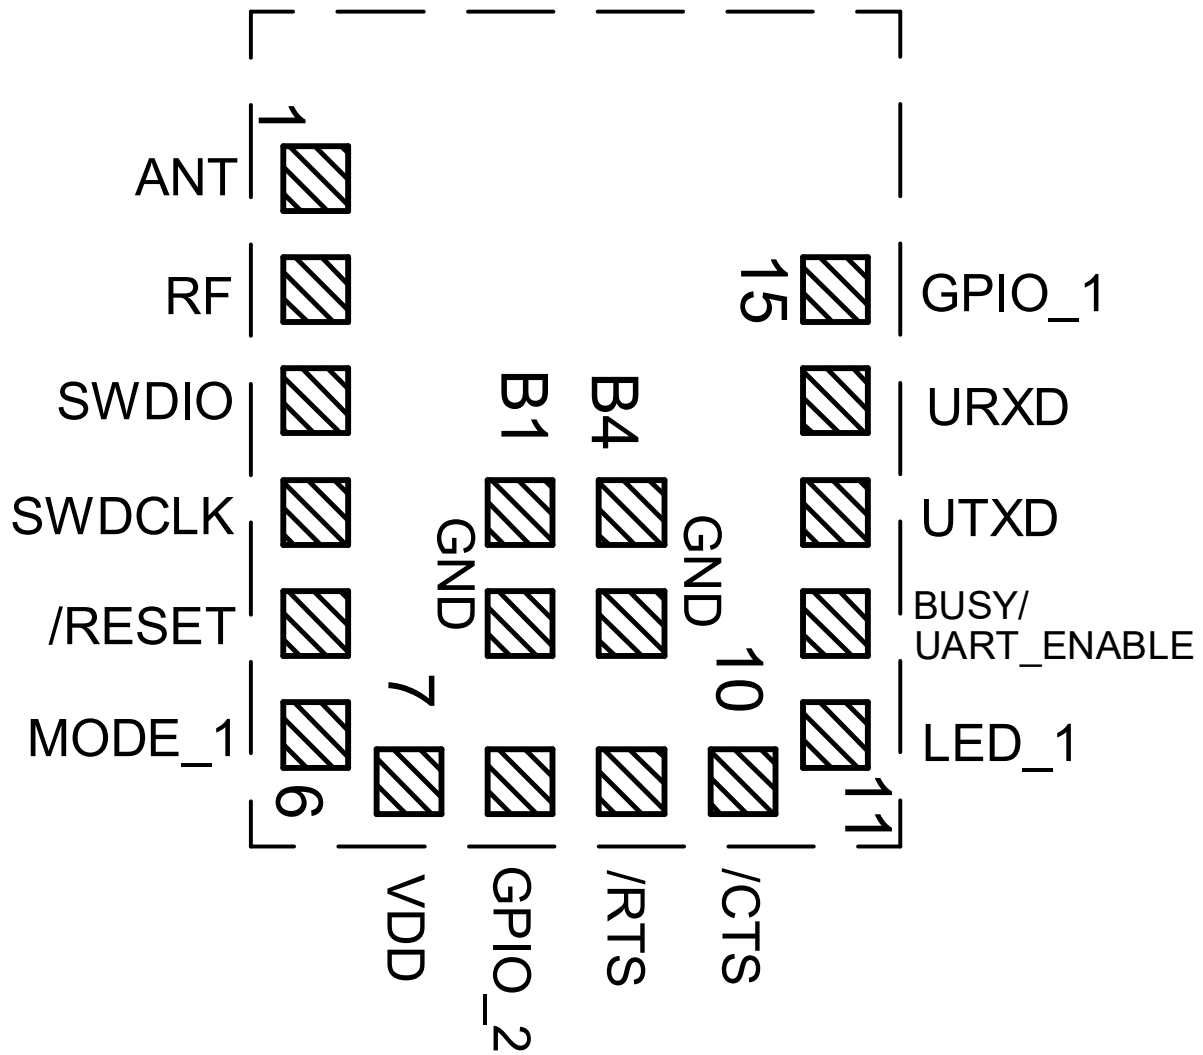 1
ANT
RF
15
GPIO_1
SWDIO
B1
B4
URXD
SWDCLK
GND
GND
UTXD
/RESET
BUSY/
UART_ENABLE
7
10
MODE_1
LED_1
6
11
VDD
GPIO_2
/RTS
/CTS